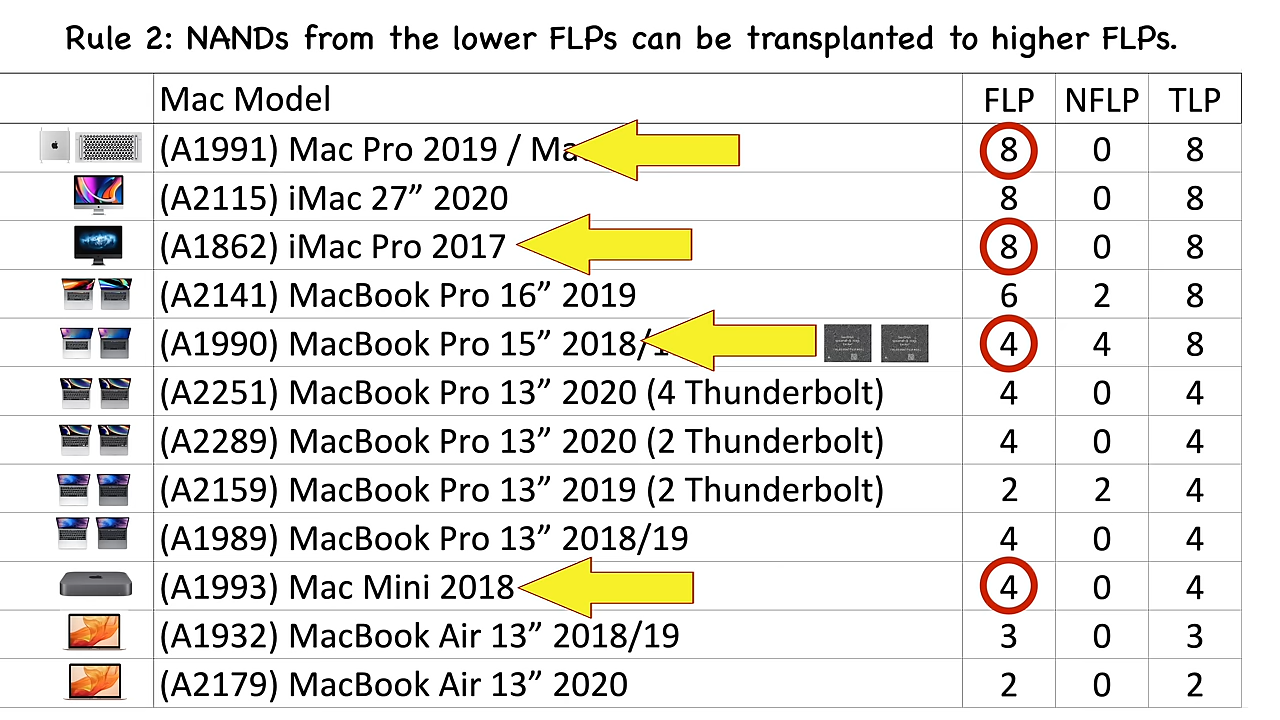 Rule 2: NANDs from the lower FLPs can be transplanted to higher FLPs.
Mac Model FLP NFLP TLP
(A1991) Mac Pro 2019 / 8 0 8
(A2115) iMac 27” 2020 8 0 8
(A1862) iMac Pro 2017 8 0 8
(A2141) MacBook Pro 16” 2019 6 2 8
(A1990) MacBook Pro 15” 2018/ 4 4 8
(A2251) MacBook Pro 13” 2020 (4 Thunderbolt) 4 0 4
(A2289) MacBook Pro 13” 2020 (2 Thunderbolt) 4 0 4
(A2159) MacBook Pro 13” 2019 (2 Thunderbolt) 2 2 4
(A1989) MacBook Pro 13” 2018/19 4 0 4
(A1993) Mac Mini 2018 4 0 4
(A1932) MacBook Air 13” 2018/19 3 0 3
(A2179) MacBook Air 13” 2020 2 0 2